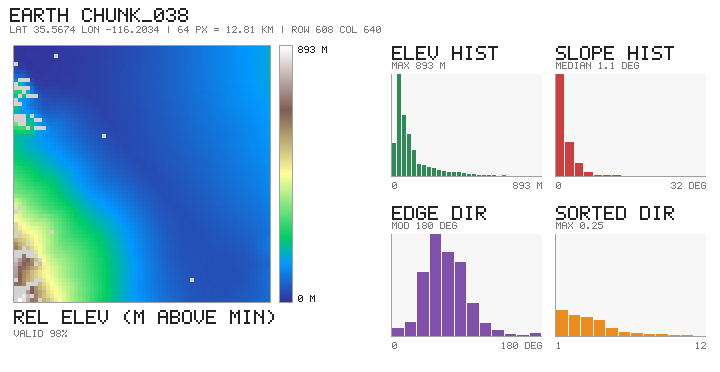 EARTH CHUNK_038
LAT 35.5674 LON -116.2034 | 64 PX = 12.81 KM | ROW 608 COL 640
893 M
0 M
REL ELEV (M ABOVE MIN)
VALID 98%
ELEV HIST
MAX 893 M
0 893 M
SLOPE HIST
MEDIAN 1.1 DEG
0 32 DEG
EDGE DIR
MOD 180 DEG
0 180 DEG
SORTED DIR
MAX 0.25
1 12